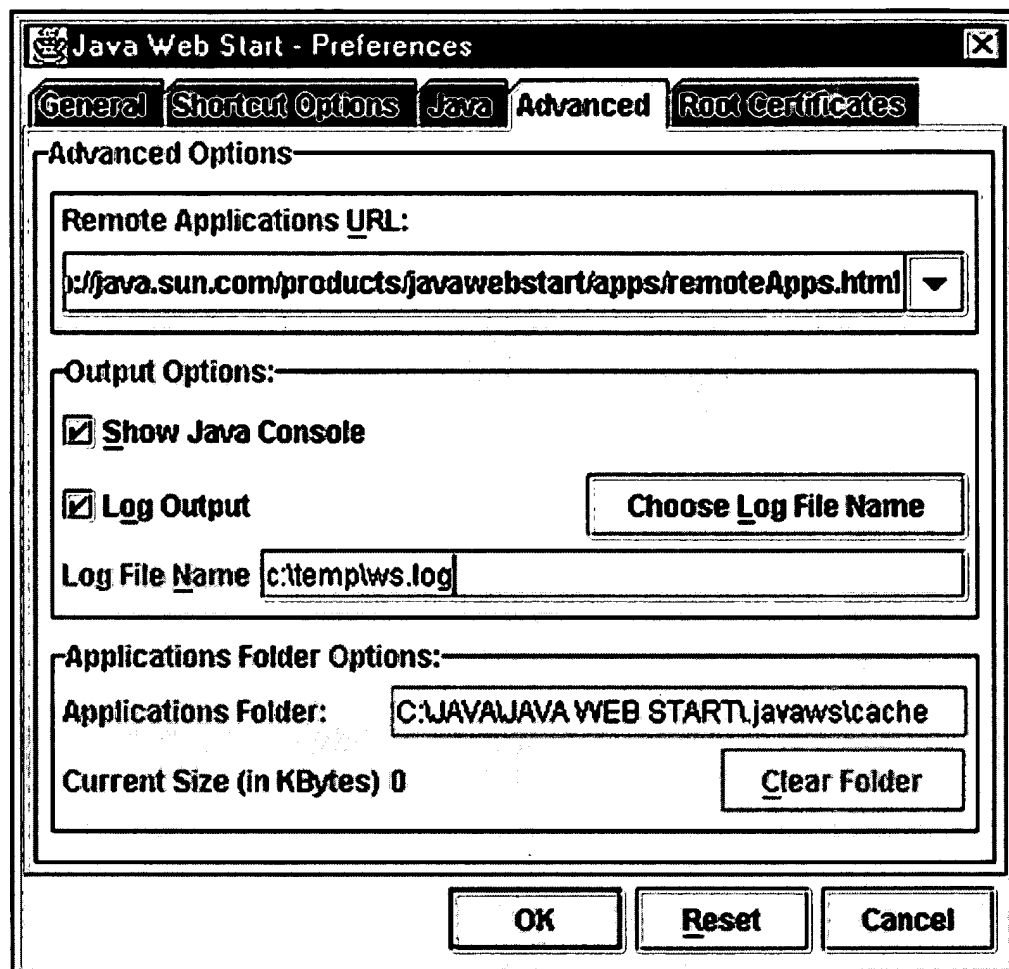 Java Web Start - Preferences
General Shortcut Options Java Advanced Root Certificates
Advanced Options
Remote Applications URL:
://java.sun.com/products/javawebstart/apps/remoteApps.html
Output Options:
Show Java Console
Log Output Choose Log File Name
Log File Name c:\temp\ws.log
Applications Folder Options:
Applications Folder: C:\JAVA\JAVA WEB START\.javaws\cache
Current Size (in KBytes) 0 Clear Folder
OK Reset Cancel